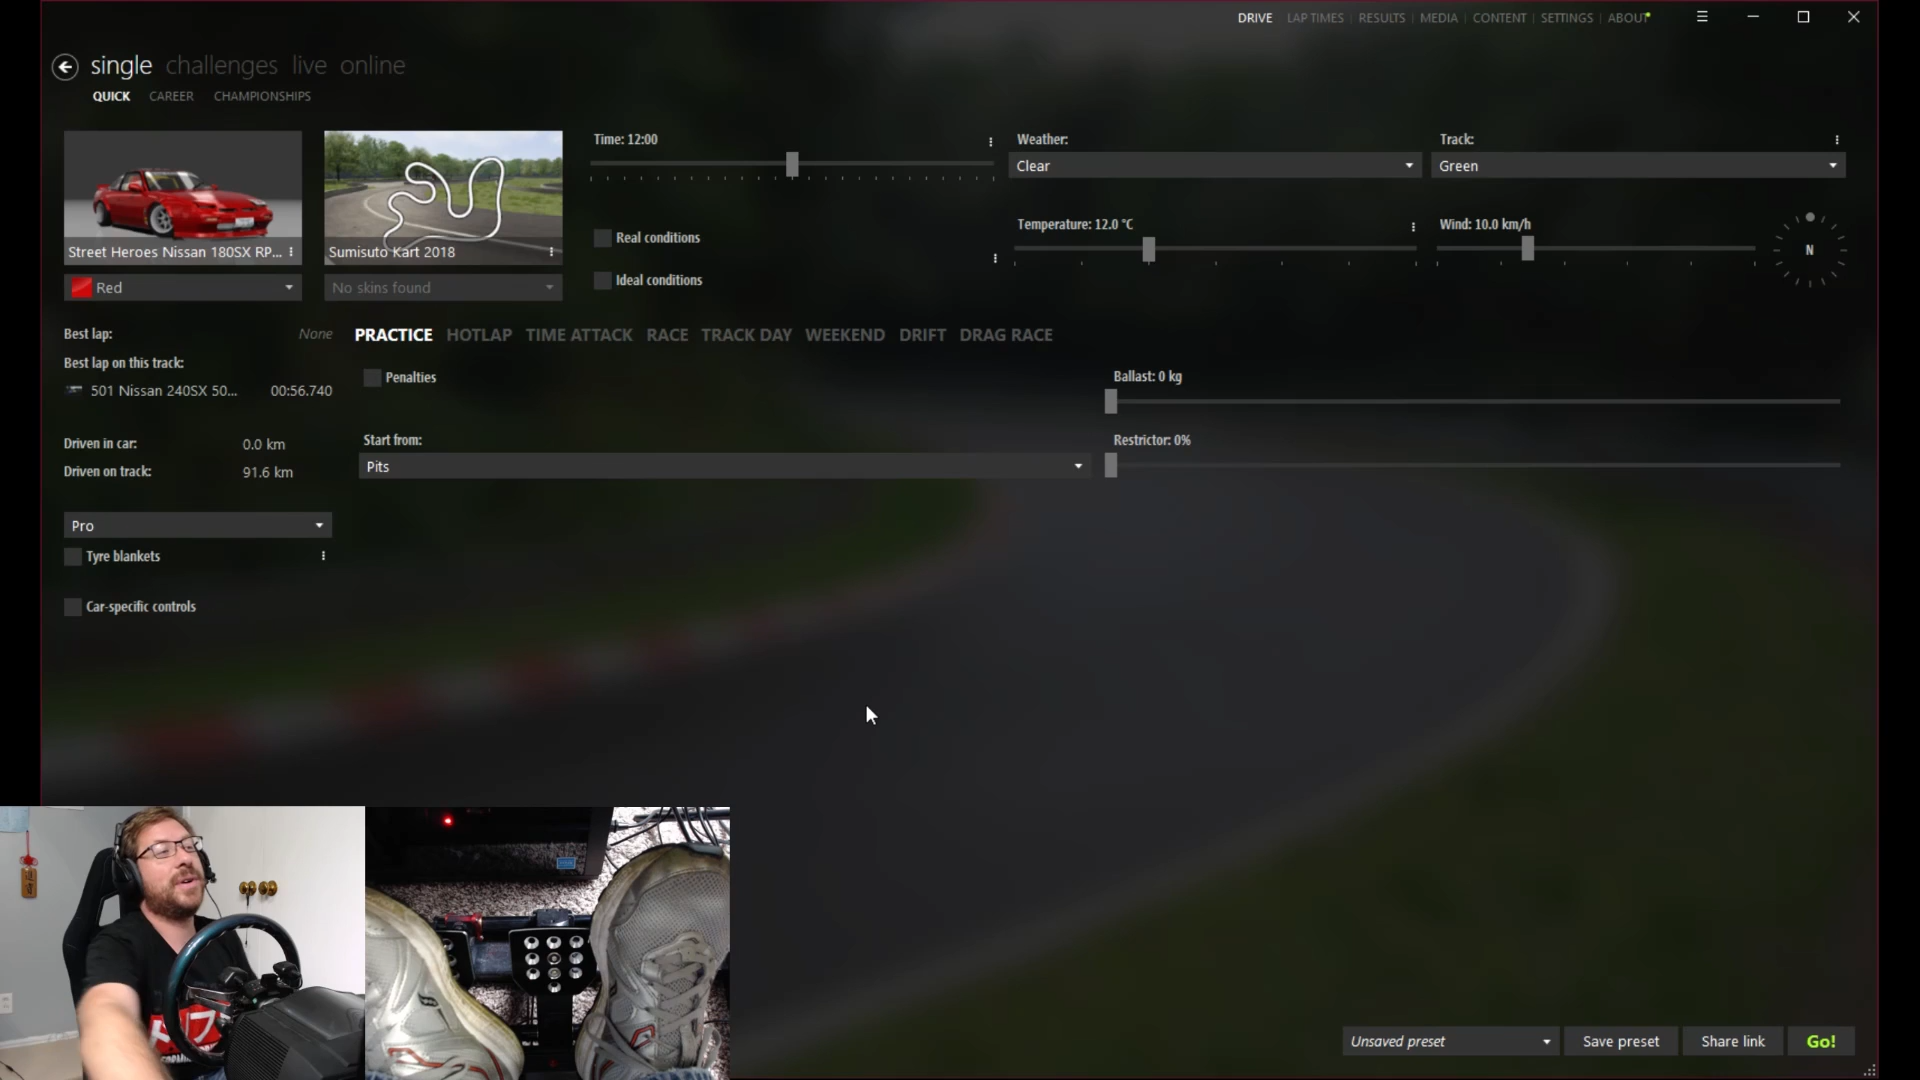 DRIVE | LAP TIMES | RESULTS | MEDIA | CONTENT | SETTINGS | ABOUT
single challenges live online
QUICK CAREER CHAMPIONSHIPS
Street Heroes Nissan 180SX RP...
Red
Sumisuto Kart 2018
No skins found
Time: 12:00
Real conditions
Ideal conditions
Weather:
Clear
Track:
Green
Temperature: 12.0 °C
Wind: 10.0 km/h
N
Best lap: None
Best lap on this track:
501 Nissan 240SX 50... 00:56.740
Driven in car: 0.0 km
Driven on track: 91.6 km
Pro
Tyre blankets
Car-specific controls
PRACTICE HOTLAP TIME ATTACK RACE TRACK DAY WEEKEND DRIFT DRAG RACE
Penalties
Start from:
Pits
Ballast: 0 kg
Restrictor: 0%
Unsaved preset
Save preset
Share link
Go!